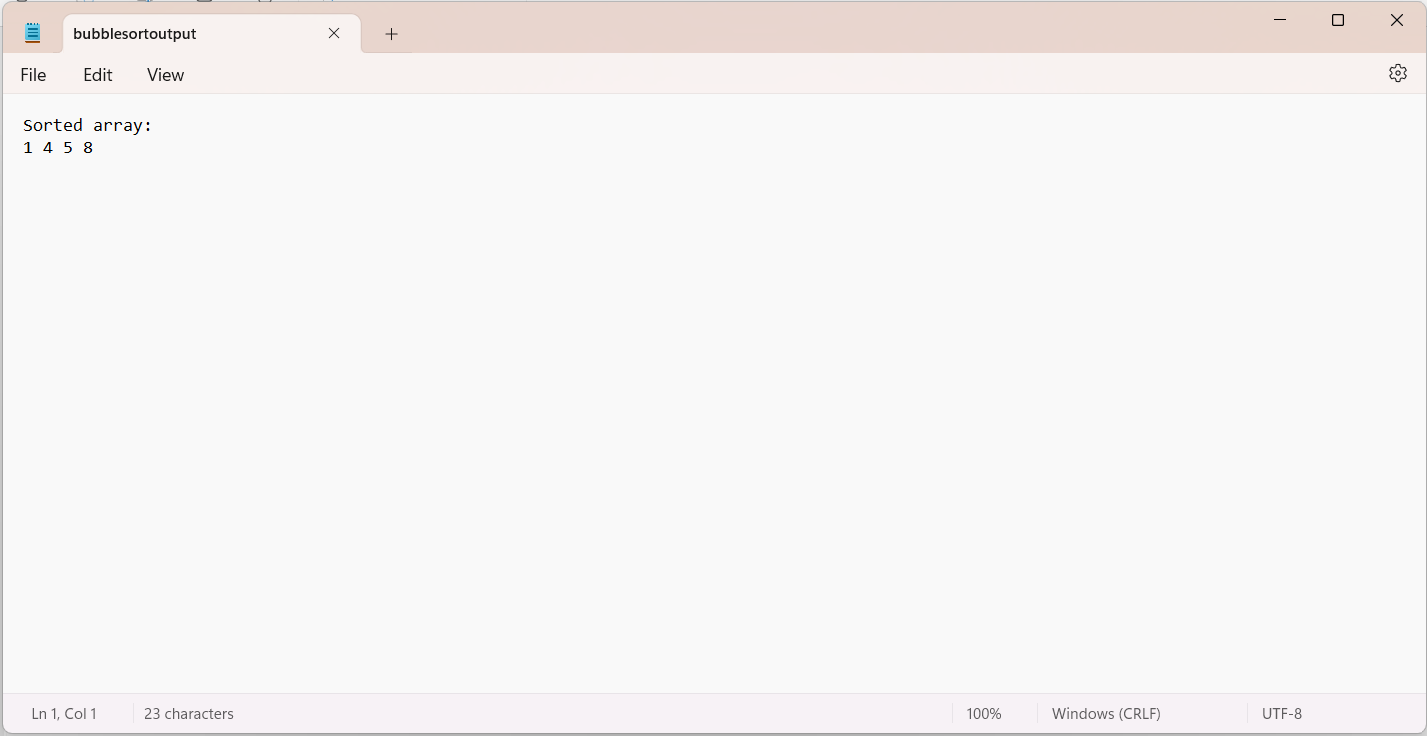 bubblesortoutput
File Edit View
Sorted array:
1 4 5 8
Ln 1, Col 1 23 characters 100% Windows (CRLF) UTF-8